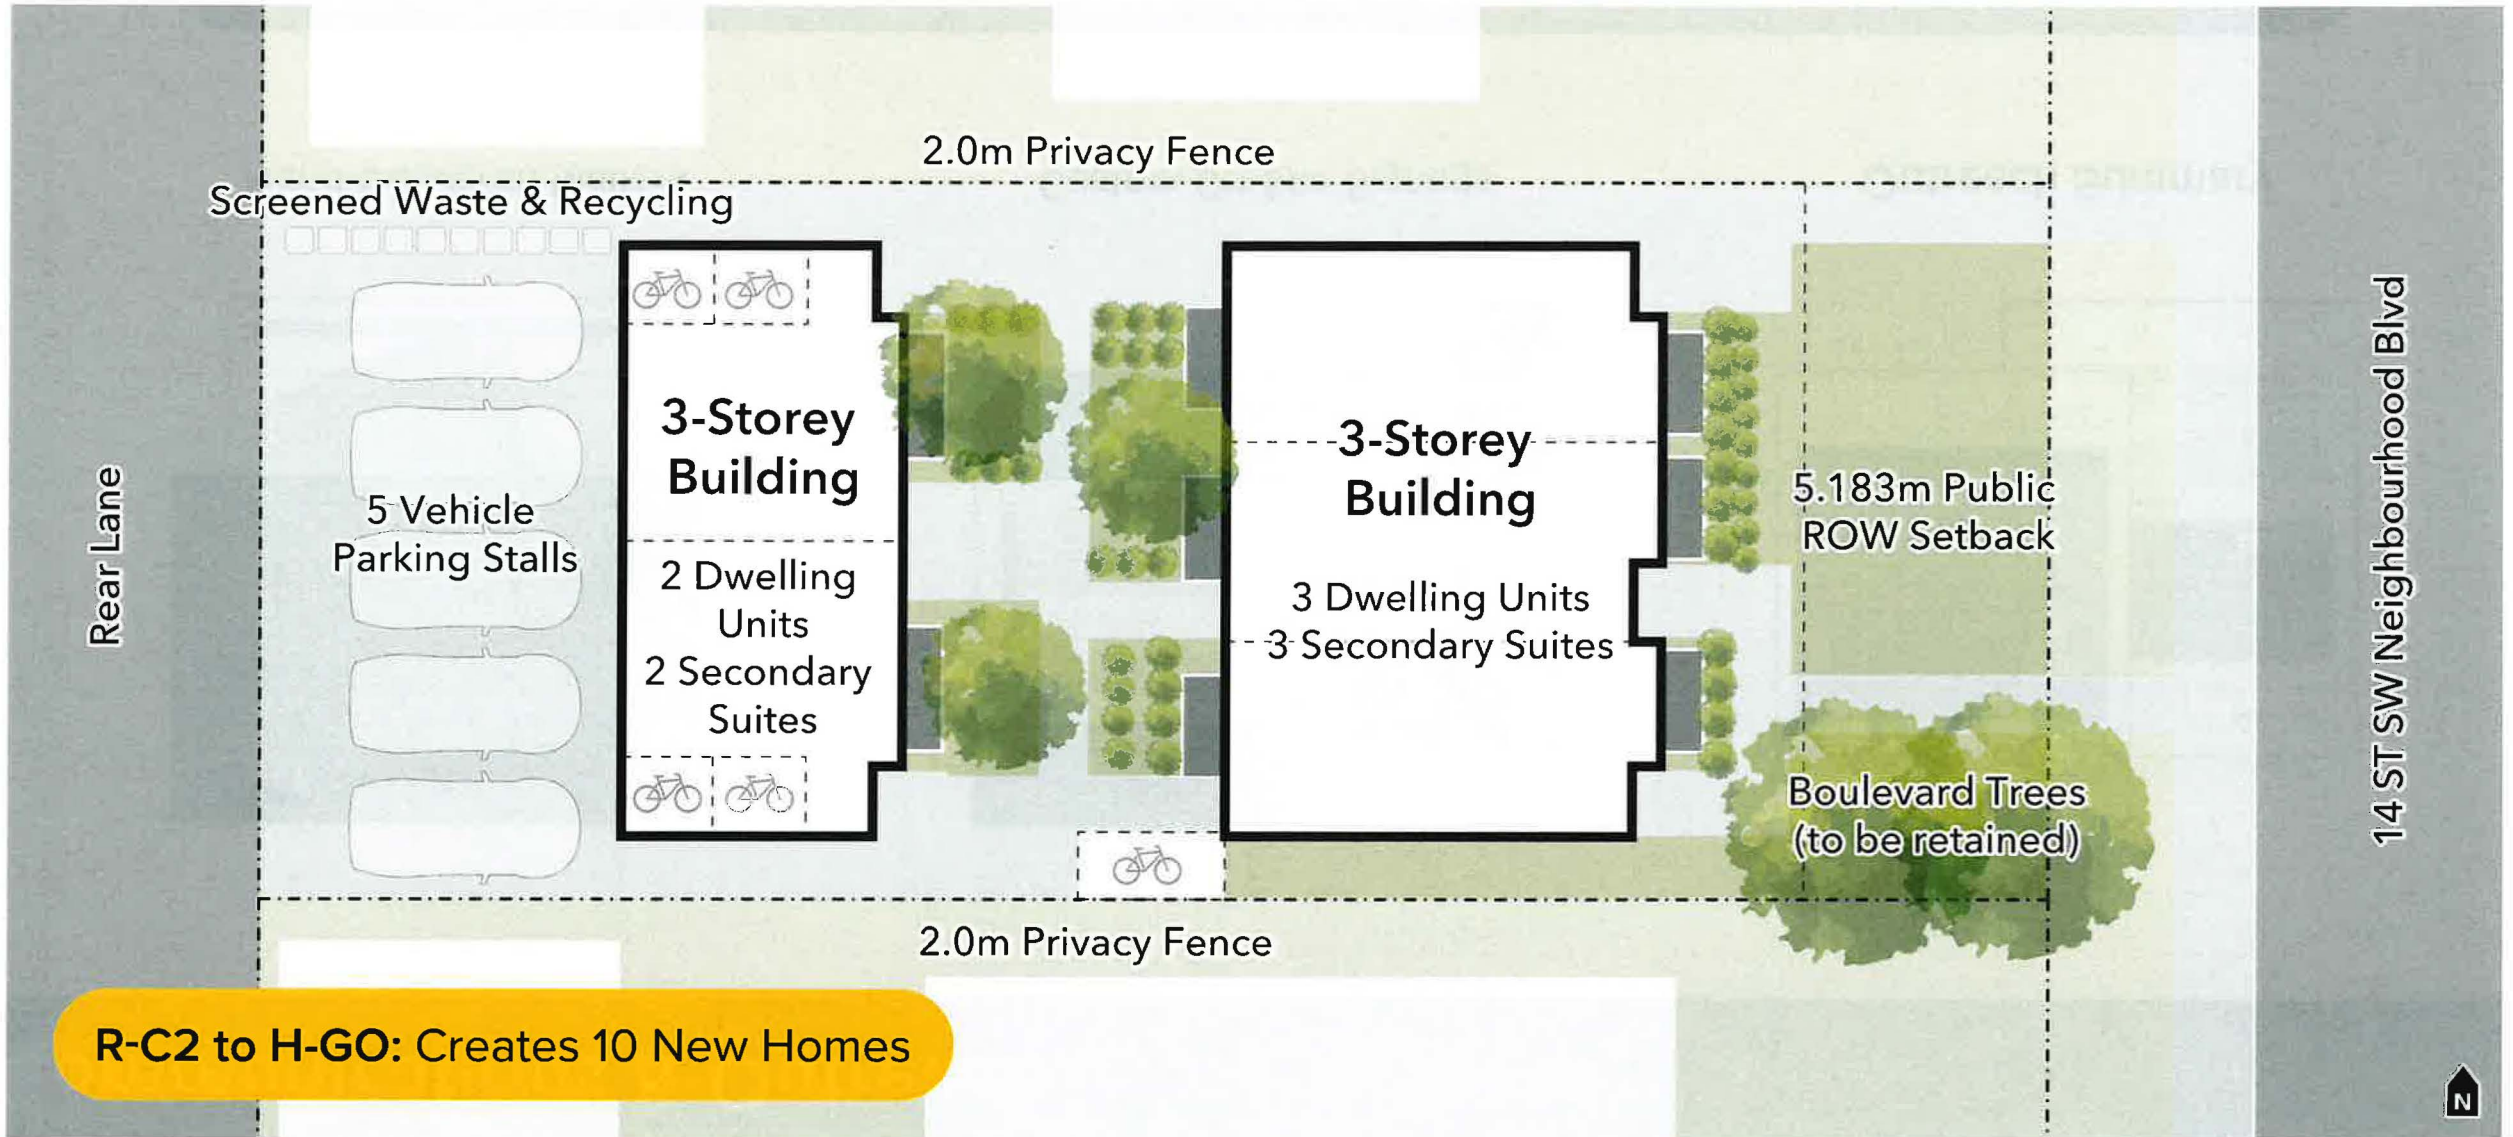 2.0m Privacy Fence
Screened Waste & Recycling
Rear Lane
5 Vehicle
Parking Stalls
3-Storey
Building
2 Dwelling
Units
2 Secondary
Suites
3-Storey
Building
3 Dwelling Units
3 Secondary Suites
5.183m Public
ROW Setback
Boulevard Trees
(to be retained)
14 ST SW Neighbourhood Blvd
2.0m Privacy Fence
R-C2 to H-GO: Creates 10 New Homes
N